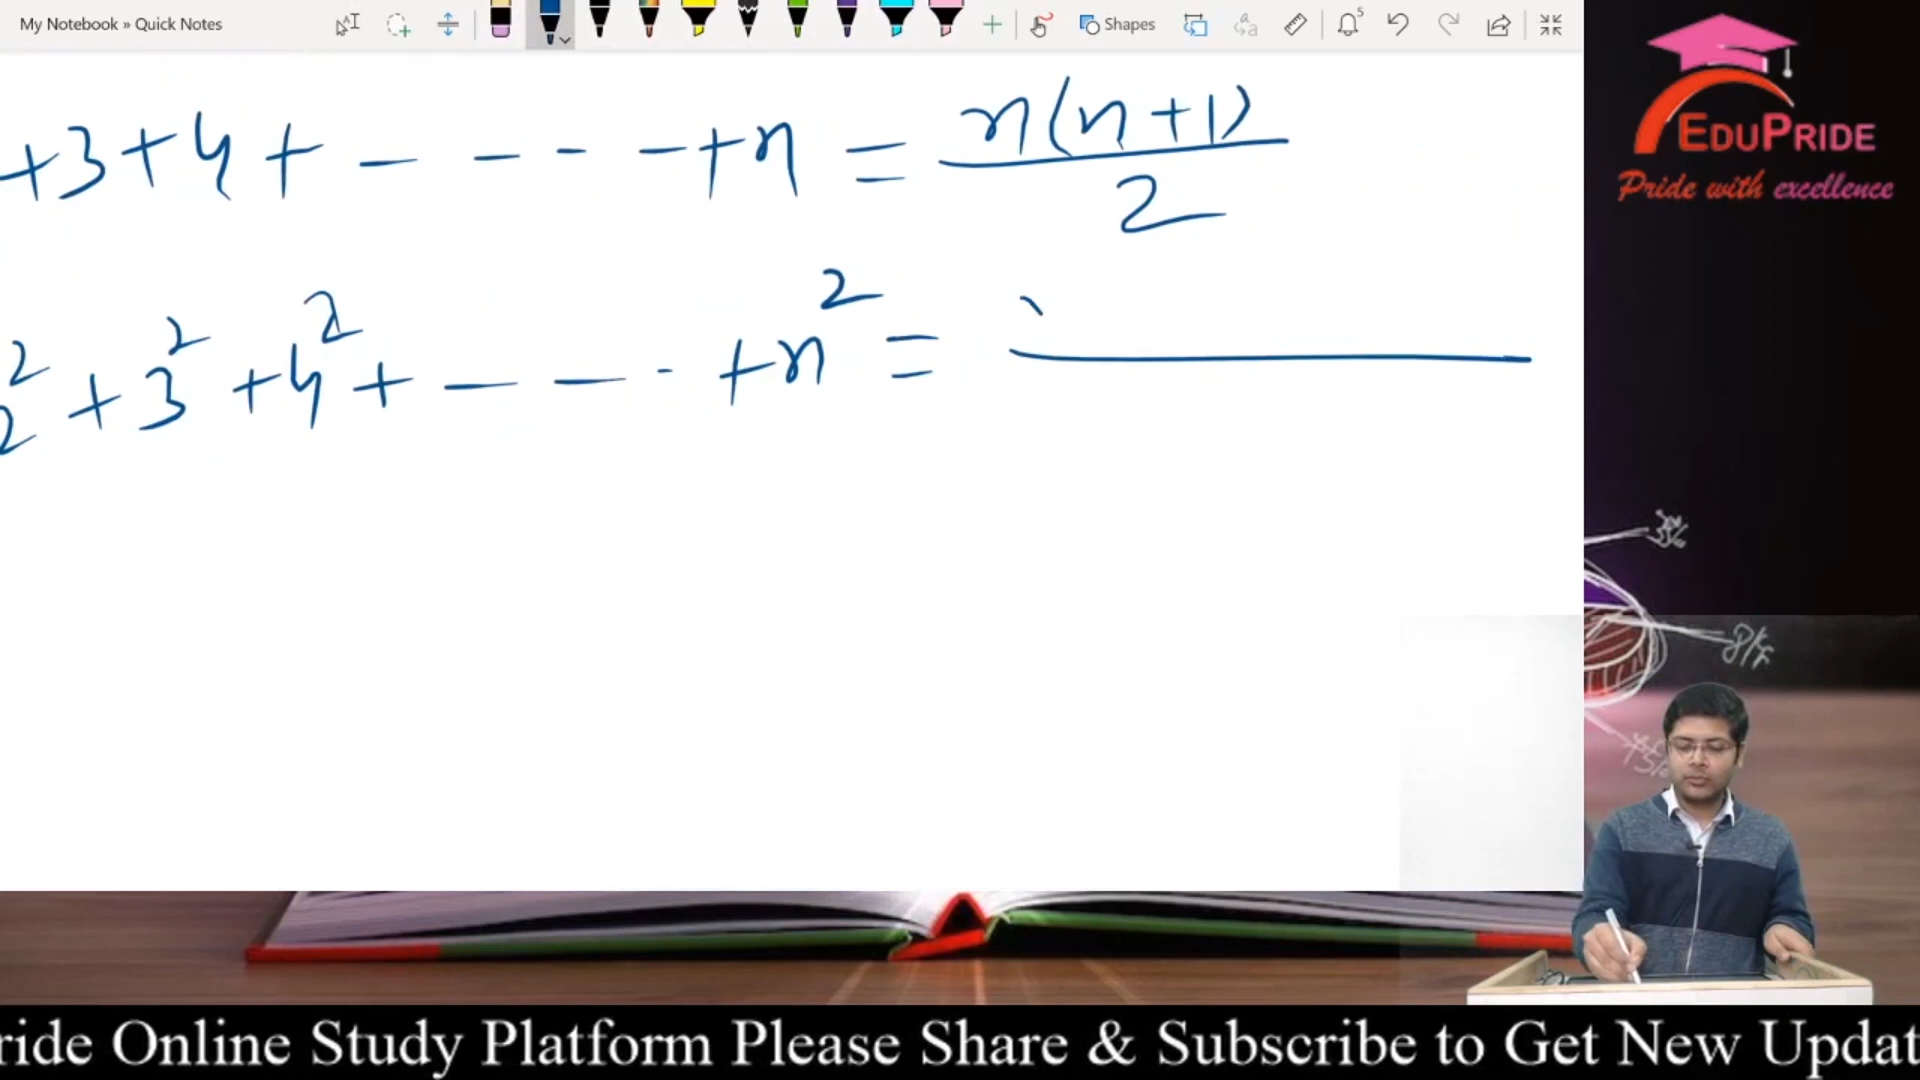 My Notebook » Quick Notes
Shapes
5
+3+4+ - - - - +n = n(n+1)/2
2² +3² +4² + - - - +n² =
EDUPRIDE
Pride with excellence
ride Online Study Platform Please Share & Subscribe to Get New Updat